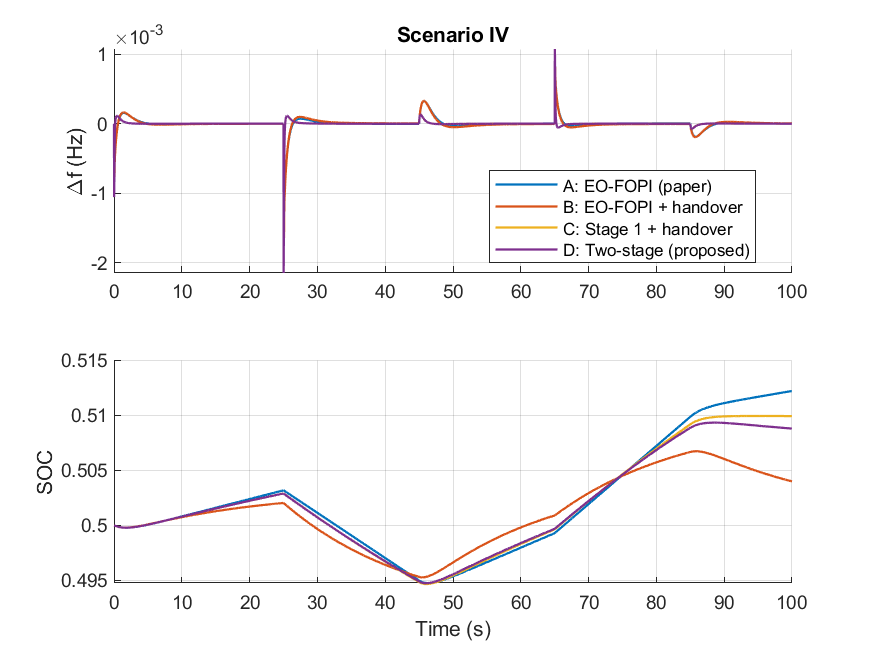 Scenario IV
×10⁻³
1
0
-1
-2
Δf (Hz)
A: EO-FOPI (paper)
B: EO-FOPI + handover
C: Stage 1 + handover
D: Two-stage (proposed)
0 10 20 30 40 50 60 70 80 90 100
0.515
0.51
0.505
0.5
0.495
SOC
0 10 20 30 40 50 60 70 80 90 100
Time (s)